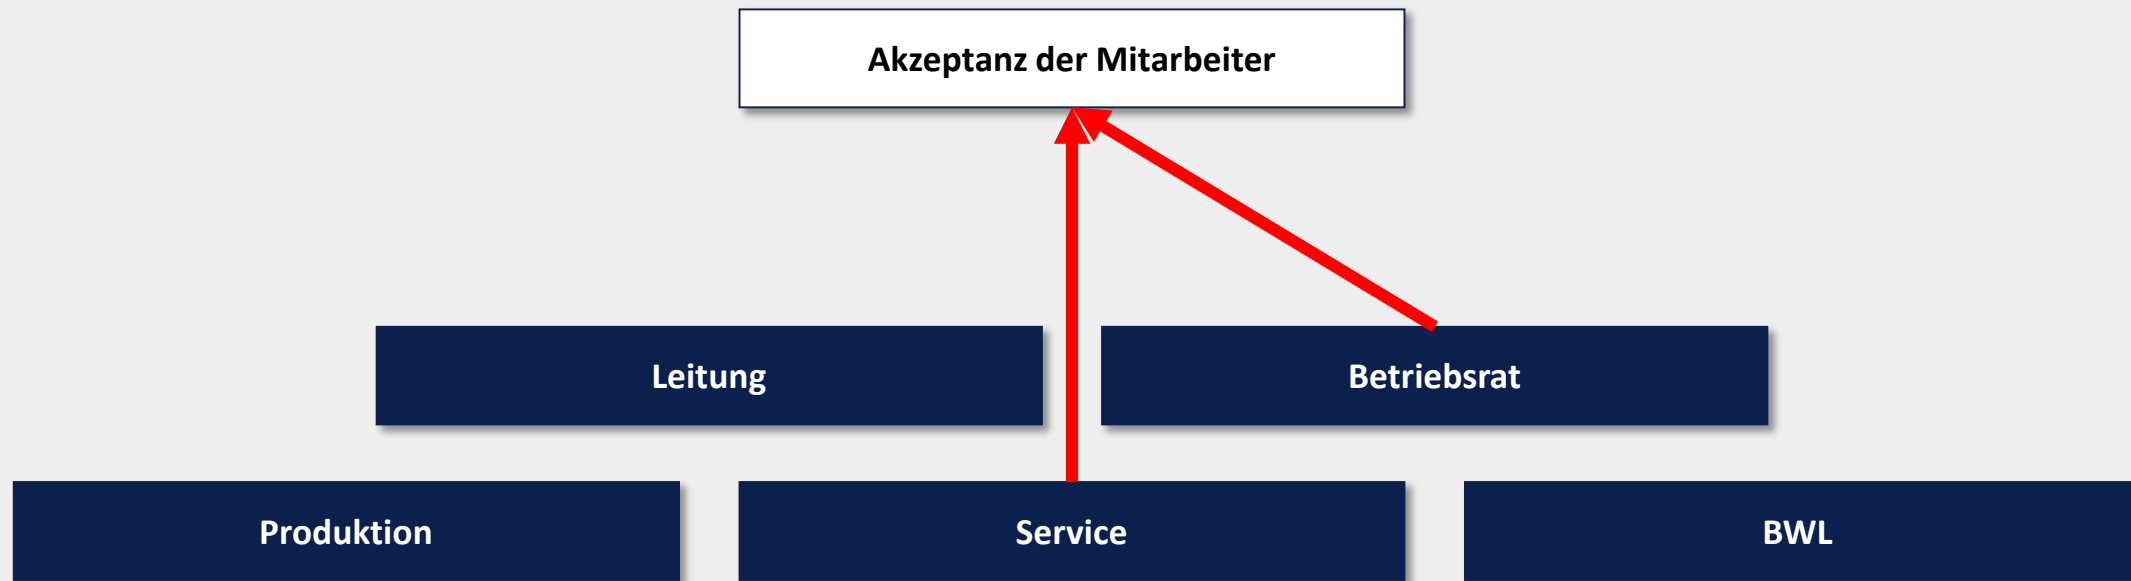 Akzeptanz der Mitarbeiter
Leitung
Betriebsrat
Produktion
Service
BWL